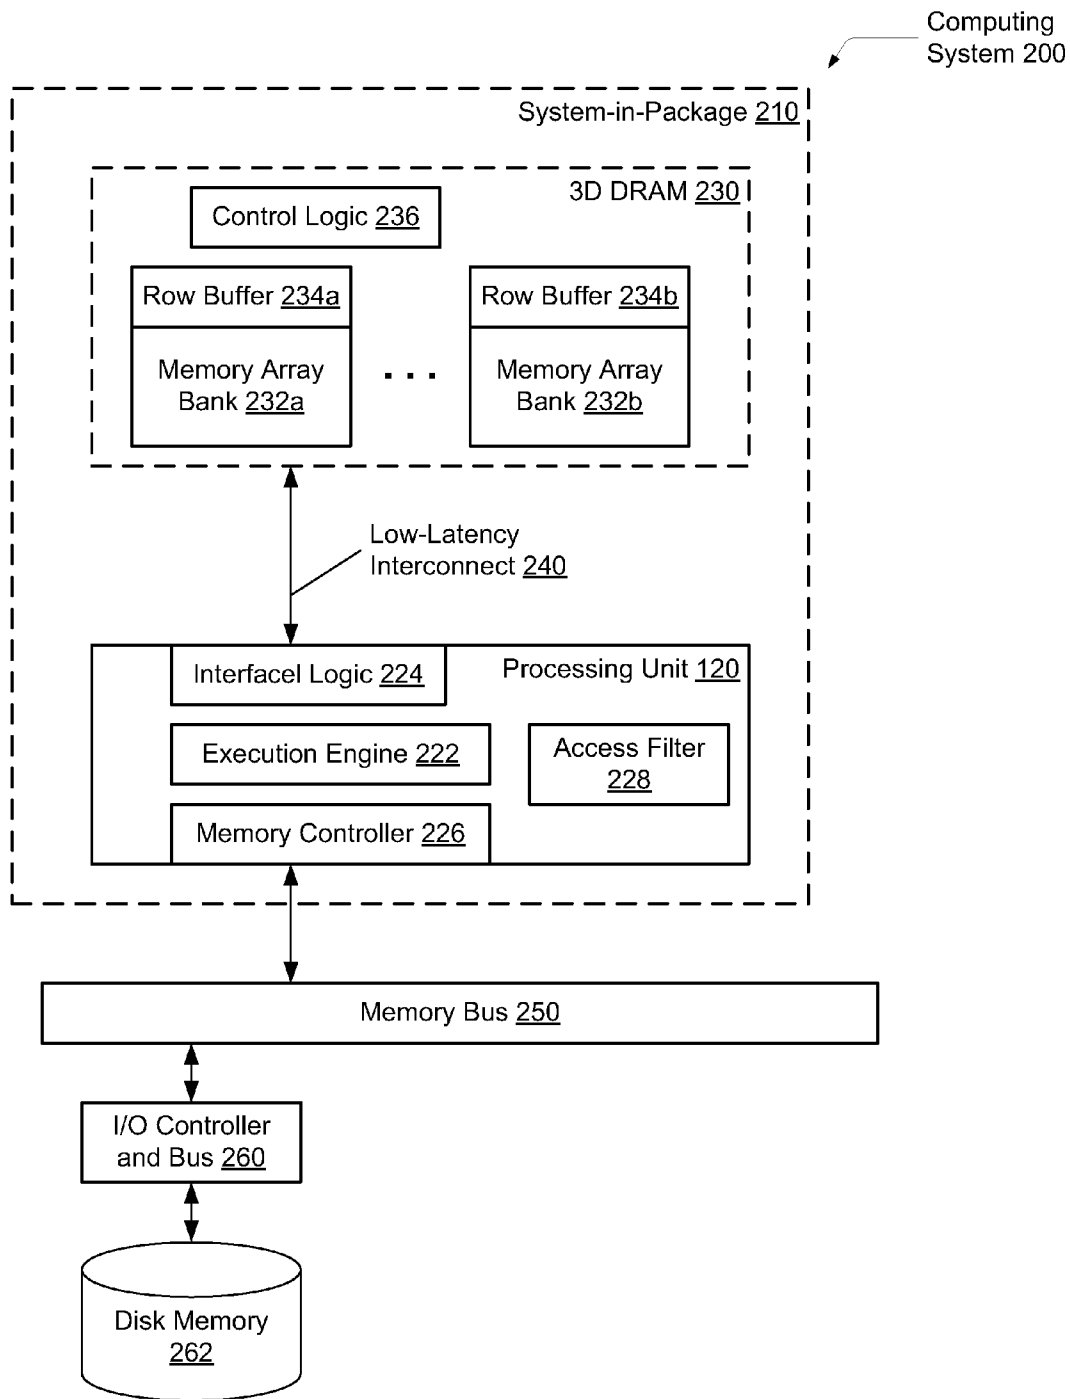 Computing
System 200
System-in-Package 210
3D DRAM 230
Control Logic 236
Row Buffer 234a
Row Buffer 234b
Memory Array
Bank 232a
. . .
Memory Array
Bank 232b
Low-Latency
Interconnect 240
Interfacel Logic 224
Processing Unit 120
Execution Engine 222
Access Filter
228
Memory Controller 226
Memory Bus 250
I/O Controller
and Bus 260
Disk Memory
262